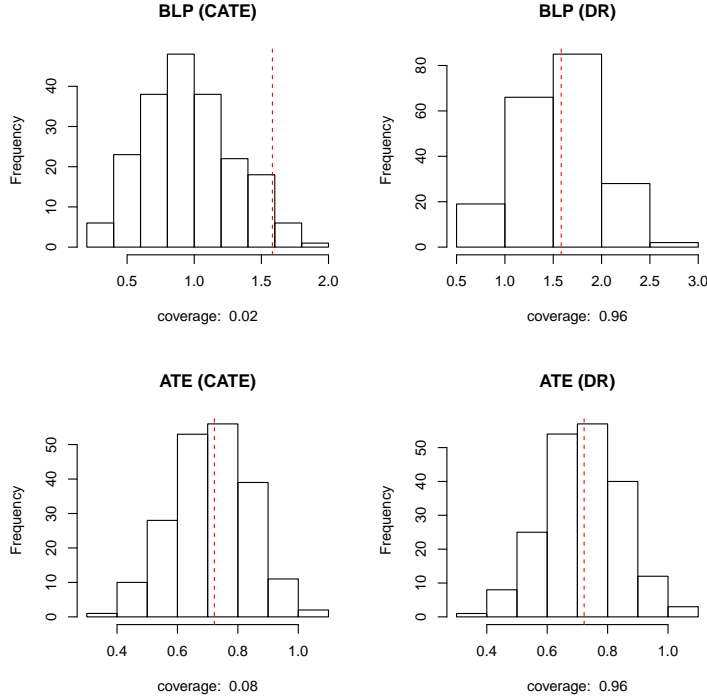 BLP (CATE)
Frequency
0 10 20 30 40
0.5 1.0 1.5 2.0
coverage: 0.02
BLP (DR)
Frequency
0 20 40 60 80
0.5 1.0 1.5 2.0 2.5 3.0
coverage: 0.96
ATE (CATE)
Frequency
0 10 20 30 40 50
0.4 0.6 0.8 1.0
coverage: 0.08
ATE (DR)
Frequency
0 10 20 30 40 50
0.4 0.6 0.8 1.0
coverage: 0.96